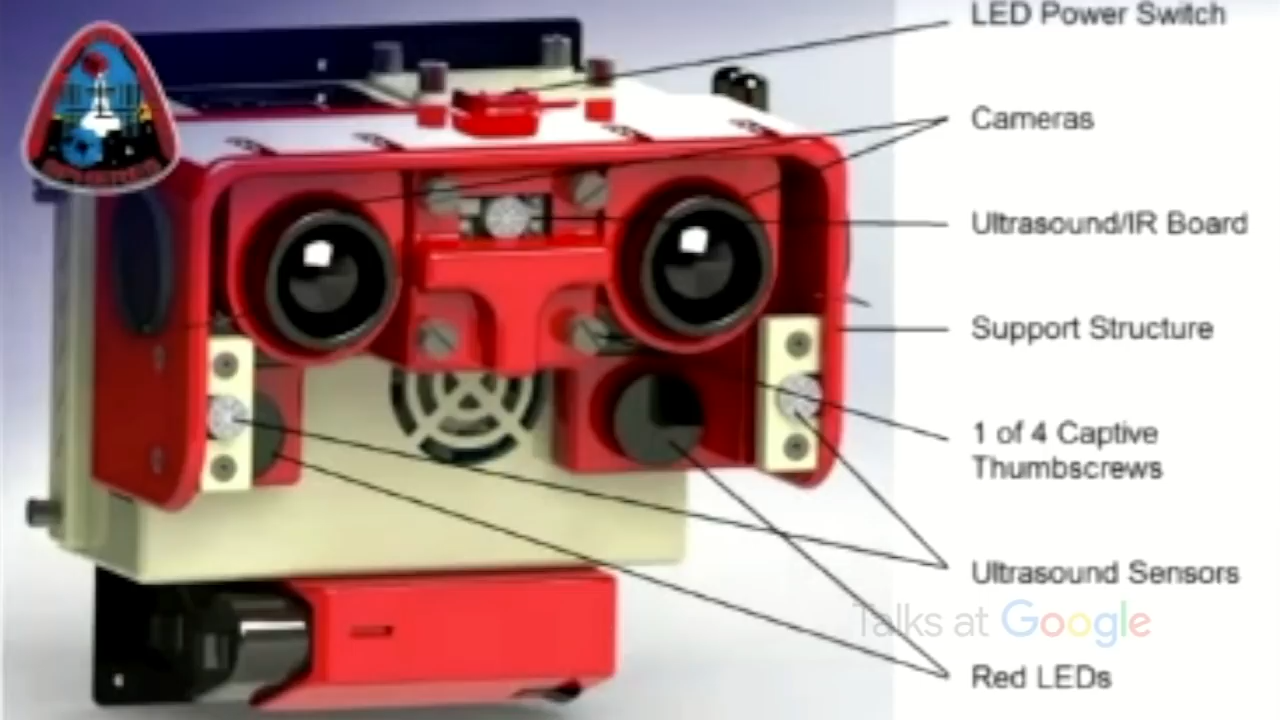 LED Power Switch
Cameras
Ultrasound/IR Board
Support Structure
1 of 4 Captive
Thumbscrews
Ultrasound Sensors
Talks at Google
Red LEDs
SPHERES